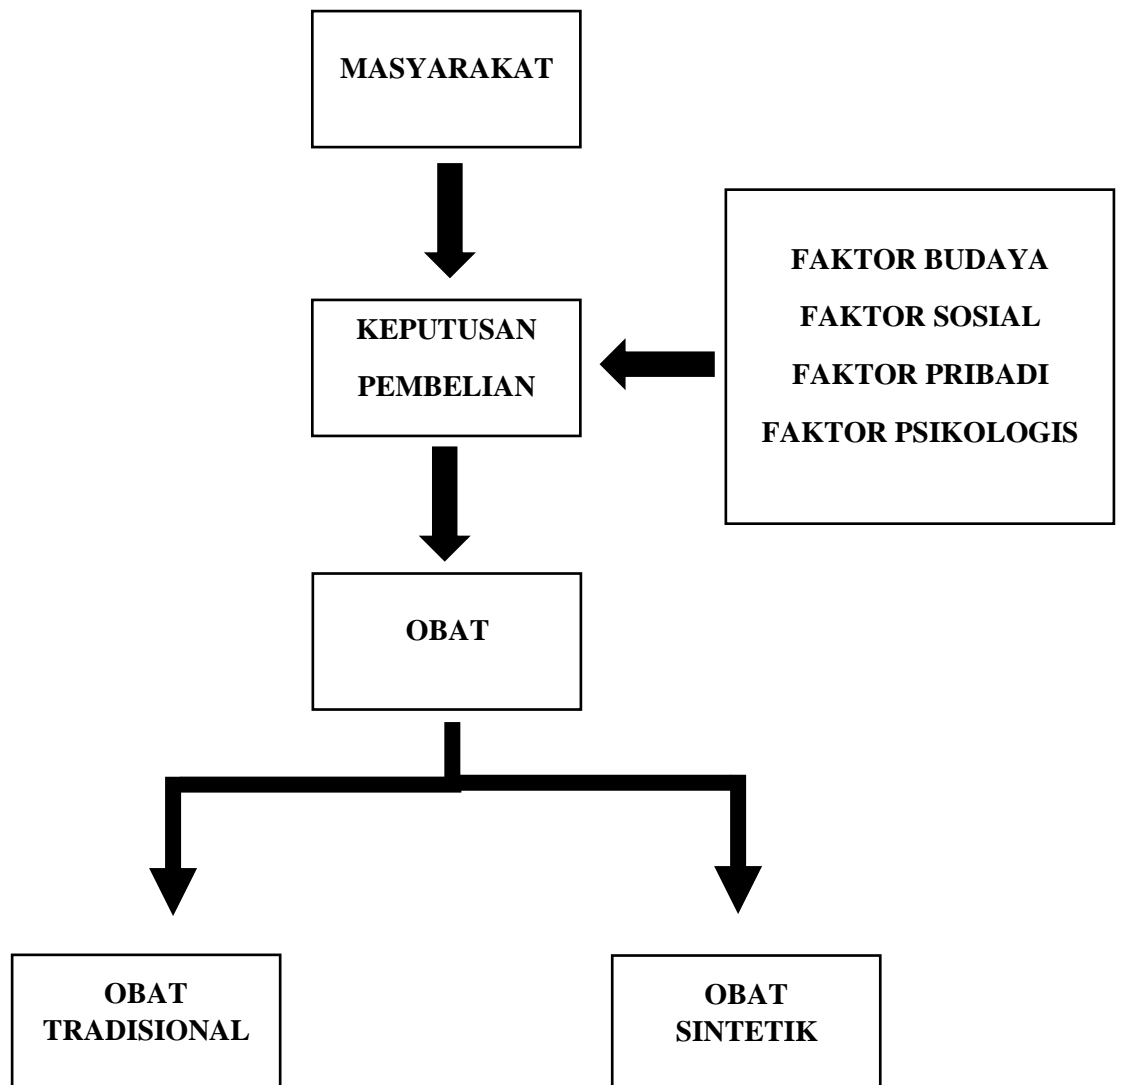 MASYARAKAT
KEPUTUSAN
PEMBELIAN
FAKTOR BUDAYA
FAKTOR SOSIAL
FAKTOR PRIBADI
FAKTOR PSIKOLOGIS
OBAT
OBAT
TRADISIONAL
OBAT
SINTETIK